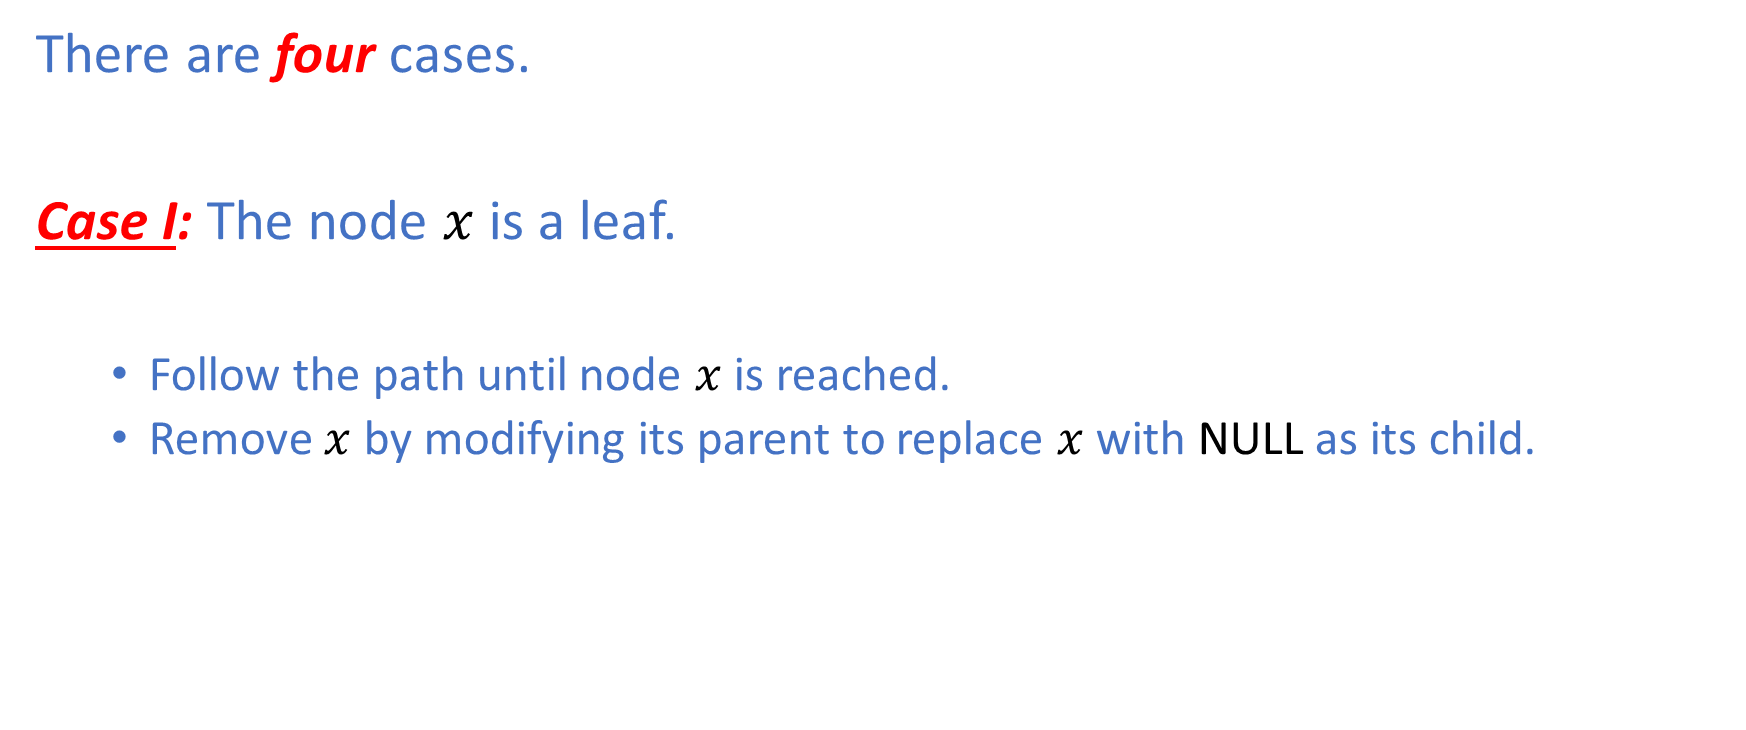 There are four cases.
Case I: The node x is a leaf.
• Follow the path until node x is reached.
• Remove x by modifying its parent to replace x with NULL as its child.